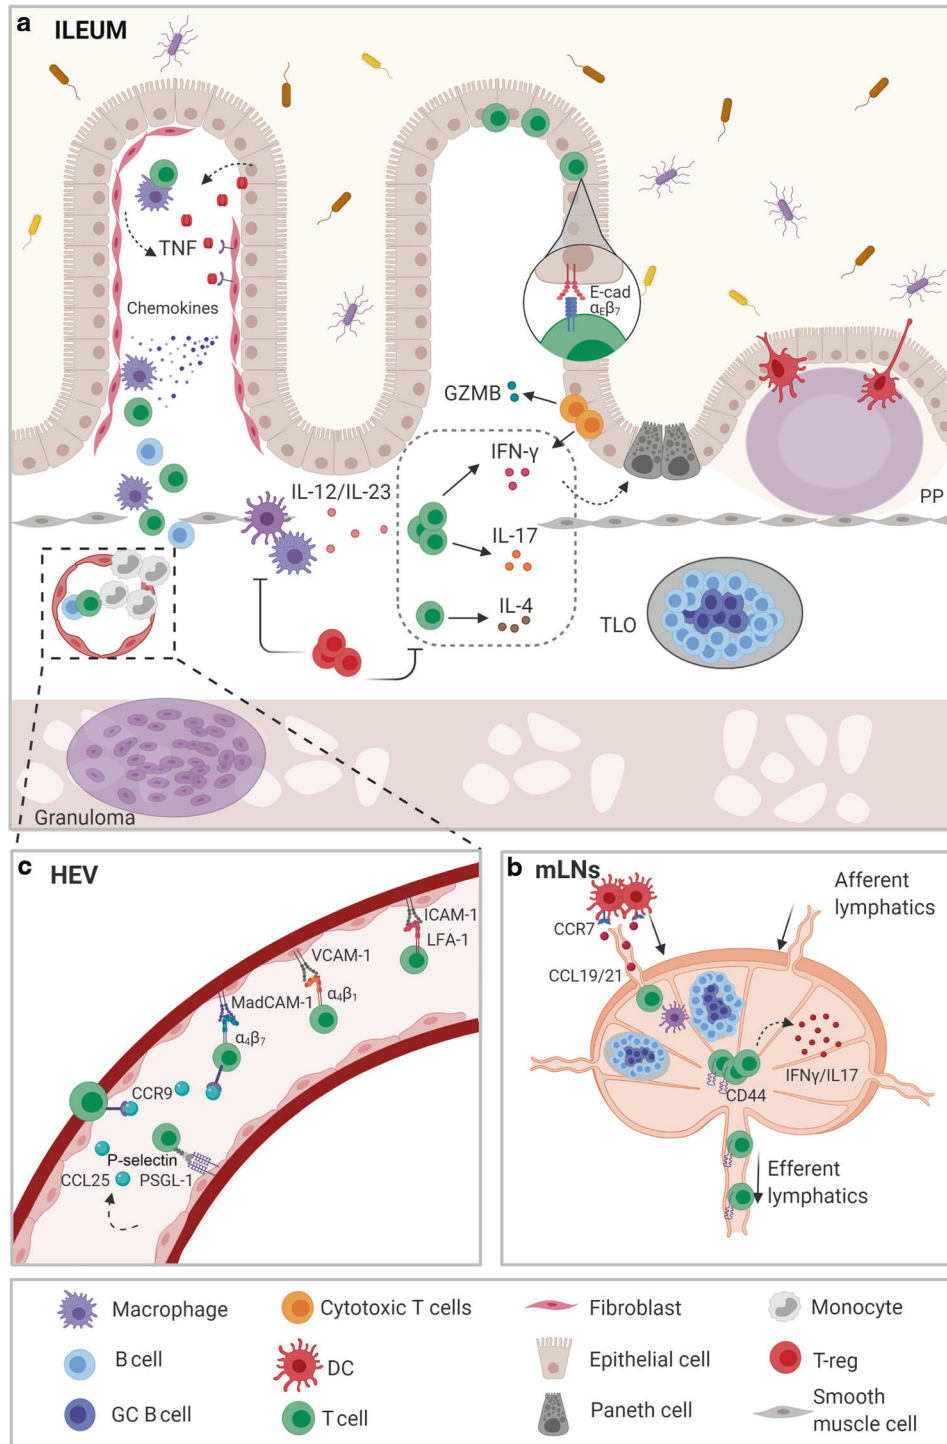 a
ILEUM
TNF
Chemokines
E-cad
αEβ7
GZMB
IFN-γ
IL-12/IL-23
IL-17
IL-4
PP
TLO
Granuloma
c
HEV
ICAM-1
LFA-1
VCAM-1
α4β1
MadCAM-1
α4β7
CCR9
P-selectin
CCL25
PSGL-1
b
mLNs
Afferent
lymphatics
CCR7
CCL19/21
IFNγ/IL17
CD44
Efferent
lymphatics
Macrophage
Cytotoxic T cells
Fibroblast
Monocyte
B cell
DC
Epithelial cell
T-reg
GC B cell
T cell
Paneth cell
Smooth
muscle cell